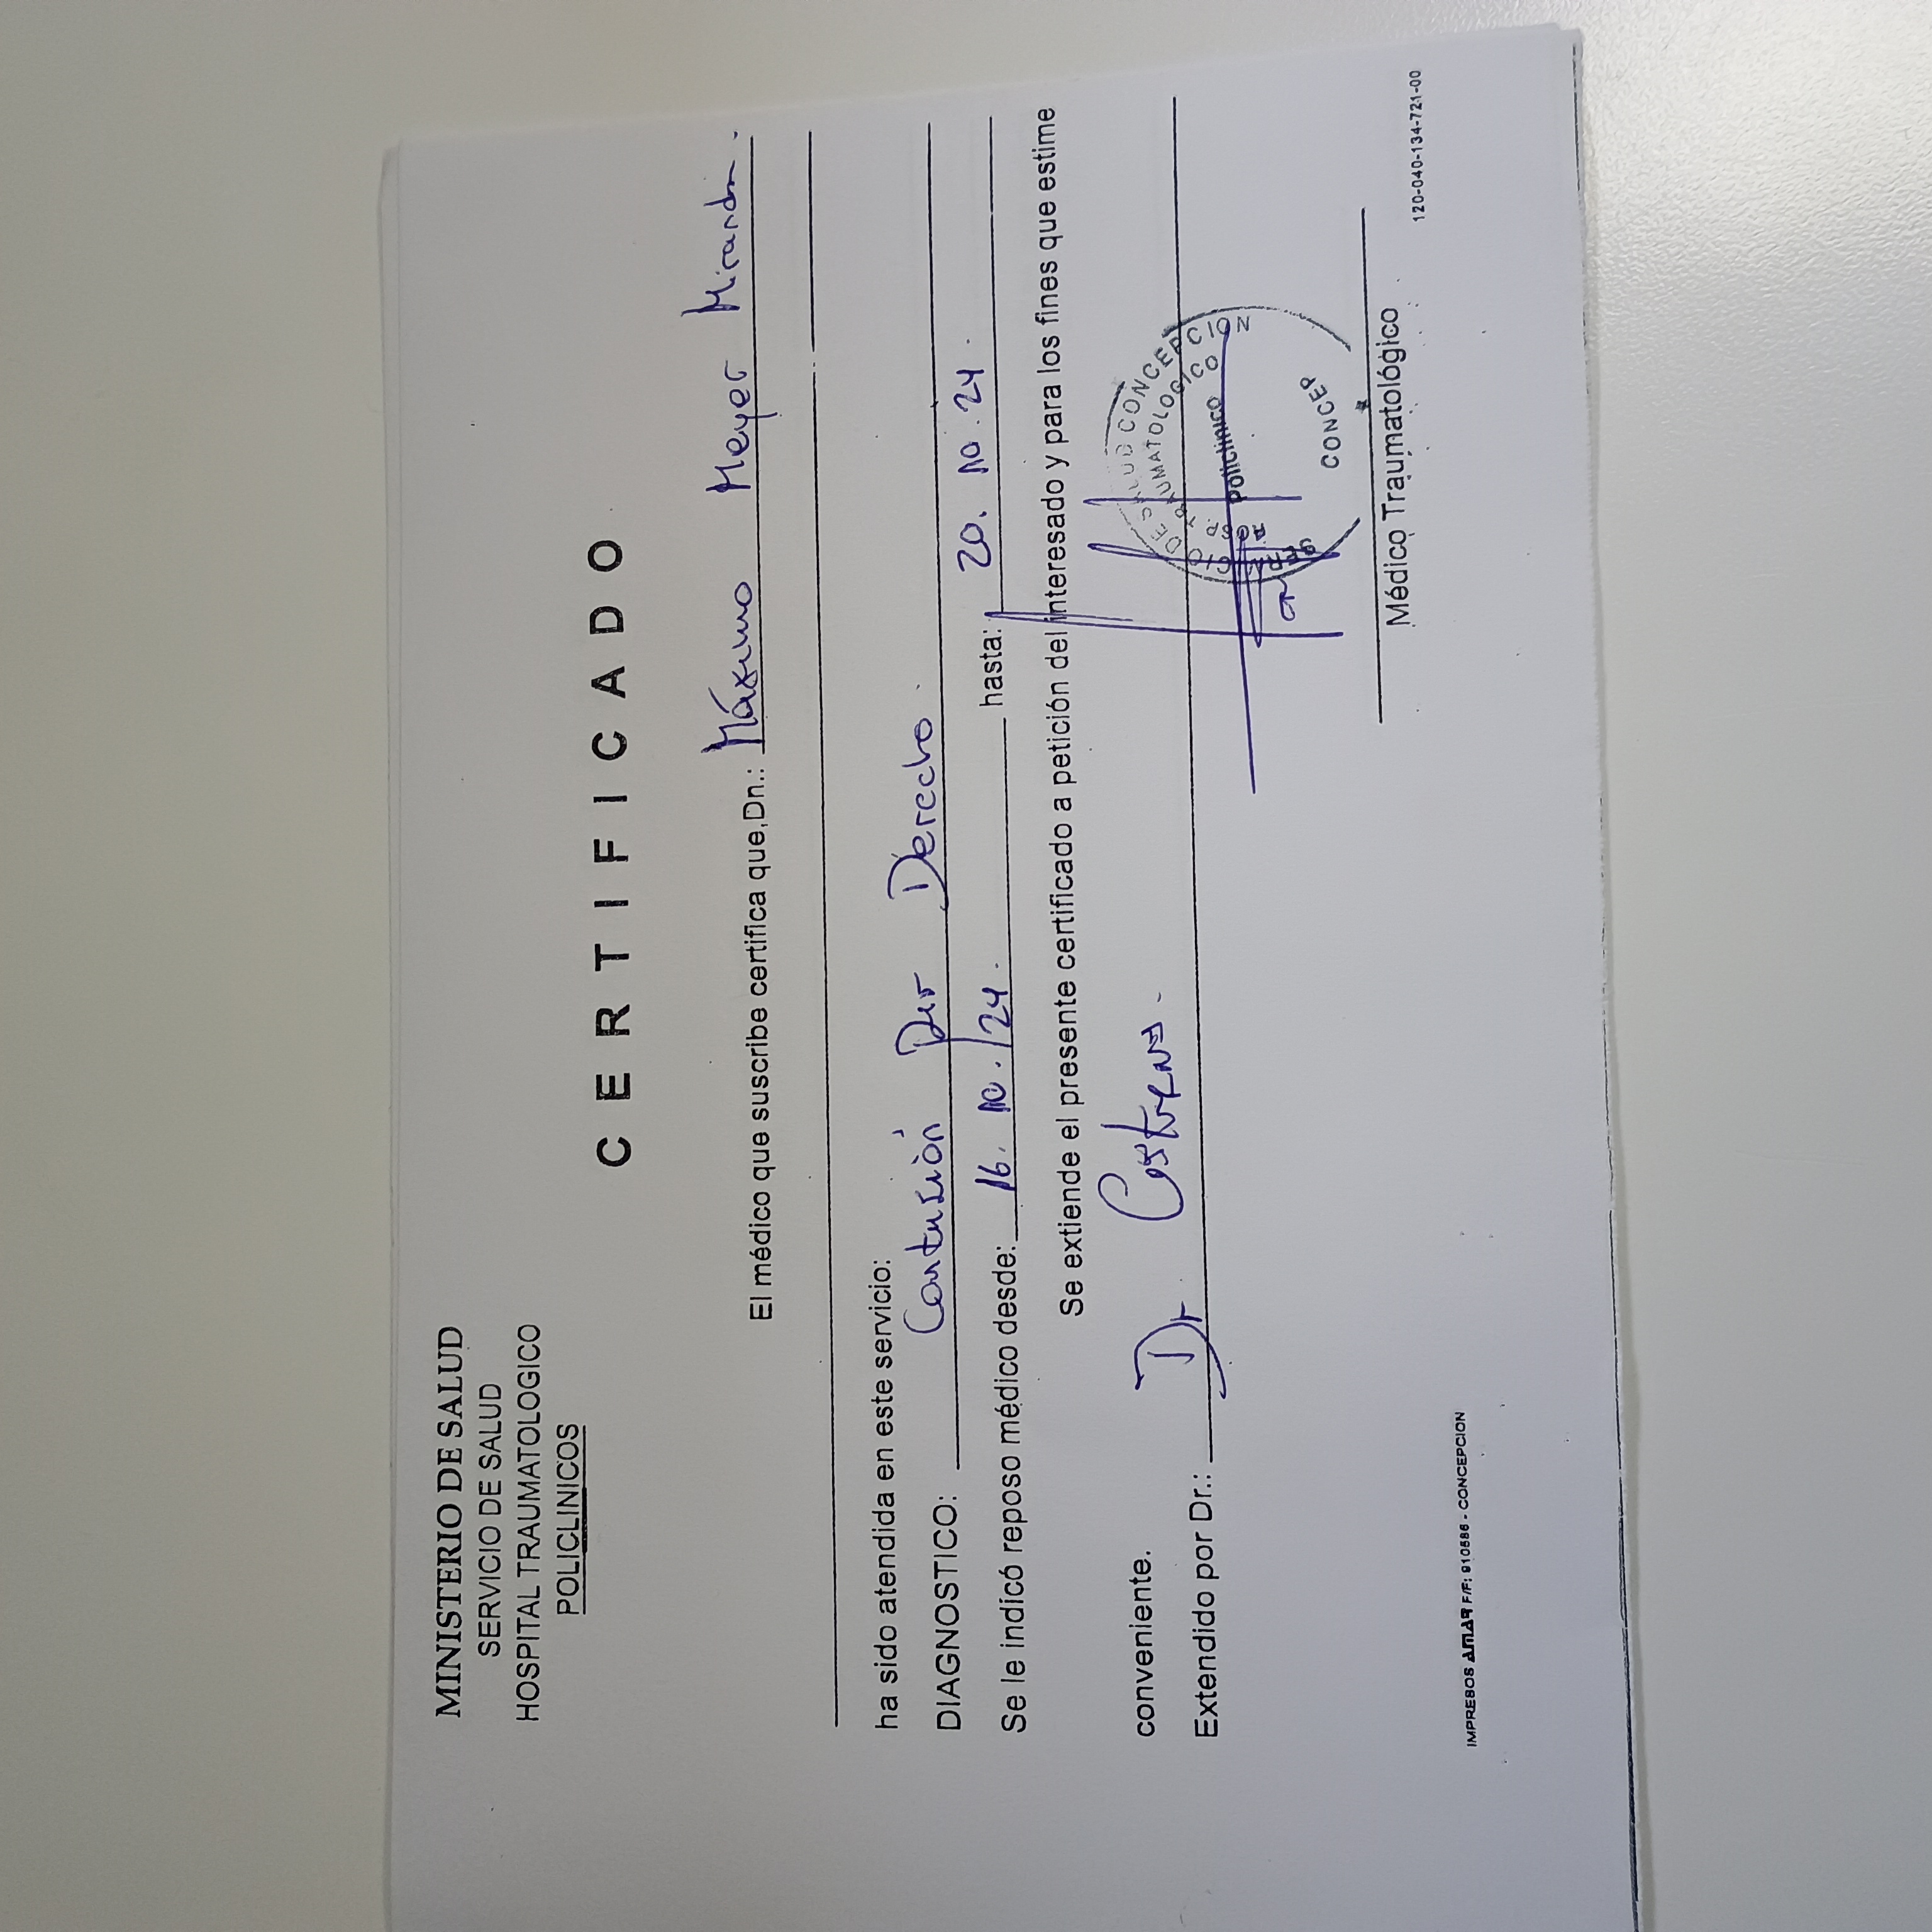 MINISTERIO DE SALUD
SERVICIO DE SALUD
HOSPITAL TRAUMATOLOGICO
POLICLINICOS
C E R T I F I C A D O
El médico que suscribe certifica que,Dn.: Máximo Meyer Miranda.
ha sido atendida en este servicio:
DIAGNOSTICO: Contusión Derecho.
Se le indicó reposo médico desde: 16. 10./24. hasta: 20. 10. 24.
Se extiende el presente certificado a petición del interesado y para los fines que estime
conveniente.
Extendido por Dr.: Dr
SERVICIO DE SALUD CONCEPCION
TRAUMATOLOGICO
Policlinico
CONCEP
Médico Traumatológico
120-040-134-721-00
IMPRESOS AMAR F/F: 910586 - CONCEPCION